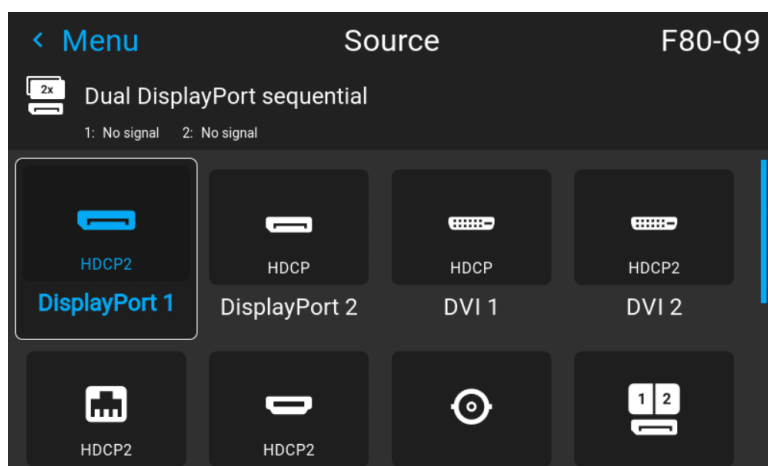 Menu
Source
F80-Q9
2x
Dual DisplayPort sequential
1: No signal 2: No signal
HDCP2
HDCP
HDCP
HDCP2
DisplayPort 1
DisplayPort 2
DVI 1
DVI 2
1 2
HDCP2
HDCP2